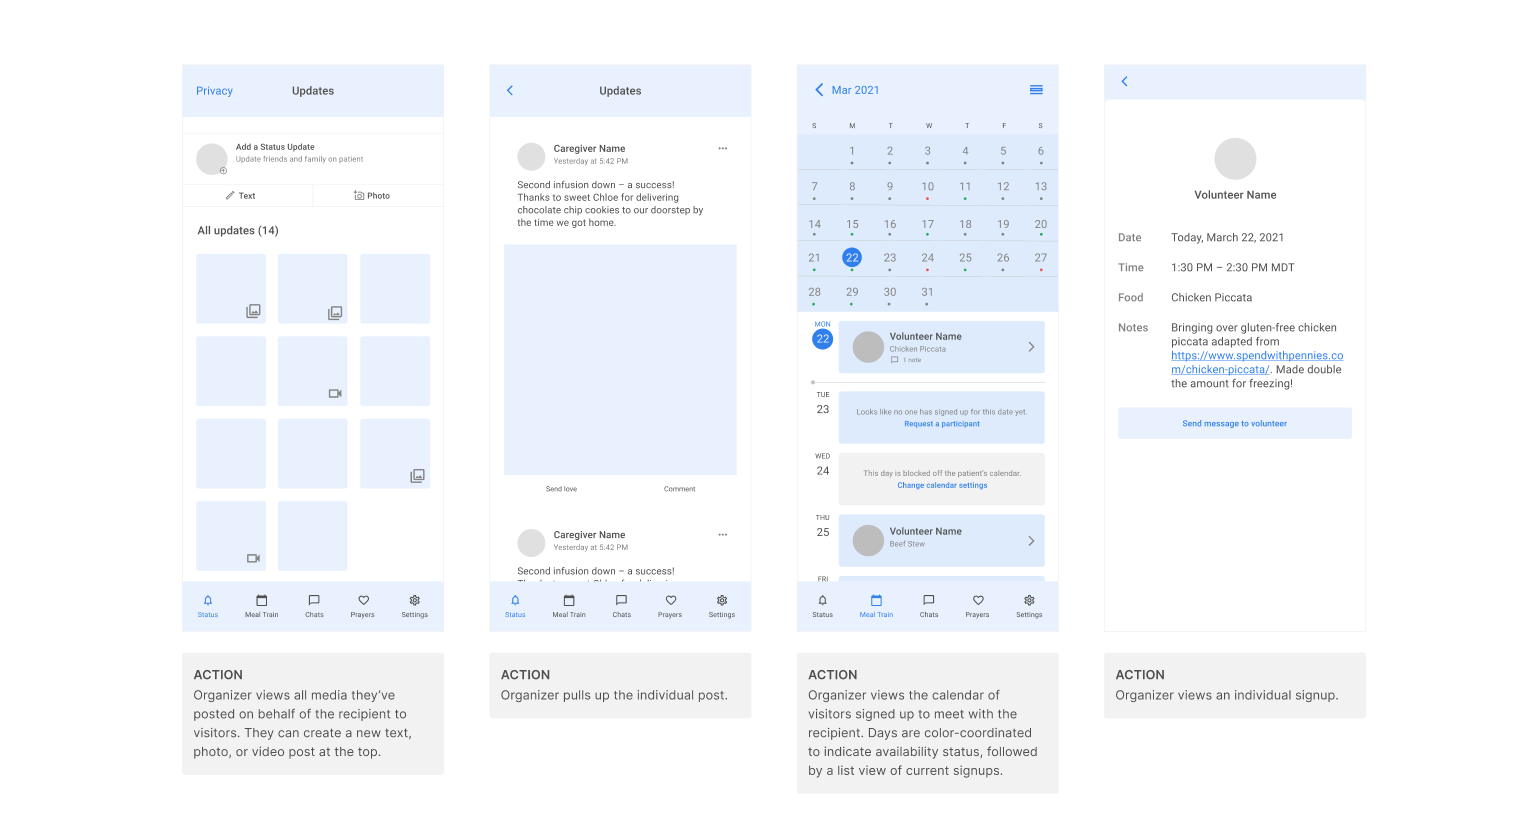 Privacy
Updates
Add a Status Update
Update friends and family on patient
Text
Photo
All updates (14)
Status
Meal Train
Chats
Prayers
Settings
ACTION
Organizer views all media they've
posted on behalf of the recipient to
visitors. They can create a new text,
photo, or video post at the top.
Updates
Caregiver Name
Yesterday at 5:42 PM
Second infusion down – a success!
Thanks to sweet Chloe for delivering
chocolate chip cookies to our doorstep by
the time we got home.
Send love
Comment
Caregiver Name
Yesterday at 5:42 PM
Second infusion down – a success!
Status
Meal Train
Chats
Prayers
Settings
ACTION
Organizer pulls up the individual post.
Mar 2021
S M T W T F S
1 2 3 4 5 6
7 8 9 10 11 12 13
14 15 16 17 18 19 20
21 22 23 24 25 26 27
28 29 30 31
MON
22
Volunteer Name
Chicken Piccata
1 note
TUE
23
Looks like no one has signed up for this date yet.
Request a participant
WED
24
This day is blocked off the patient's calendar.
Change calendar settings
THU
25
Volunteer Name
Beef Stew
FRI
Status
Meal Train
Chats
Prayers
Settings
ACTION
Organizer views the calendar of
visitors signed up to meet with the
recipient. Days are color-coordinated
to indicate availability status, followed
by a list view of current signups.
Volunteer Name
Date Today, March 22, 2021
Time 1:30 PM – 2:30 PM MDT
Food Chicken Piccata
Notes Bringing over gluten-free chicken
piccata adapted from
https://www.spendwithpennies.co
m/chicken-piccata/. Made double
the amount for freezing!
Send message to volunteer
ACTION
Organizer views an individual signup.